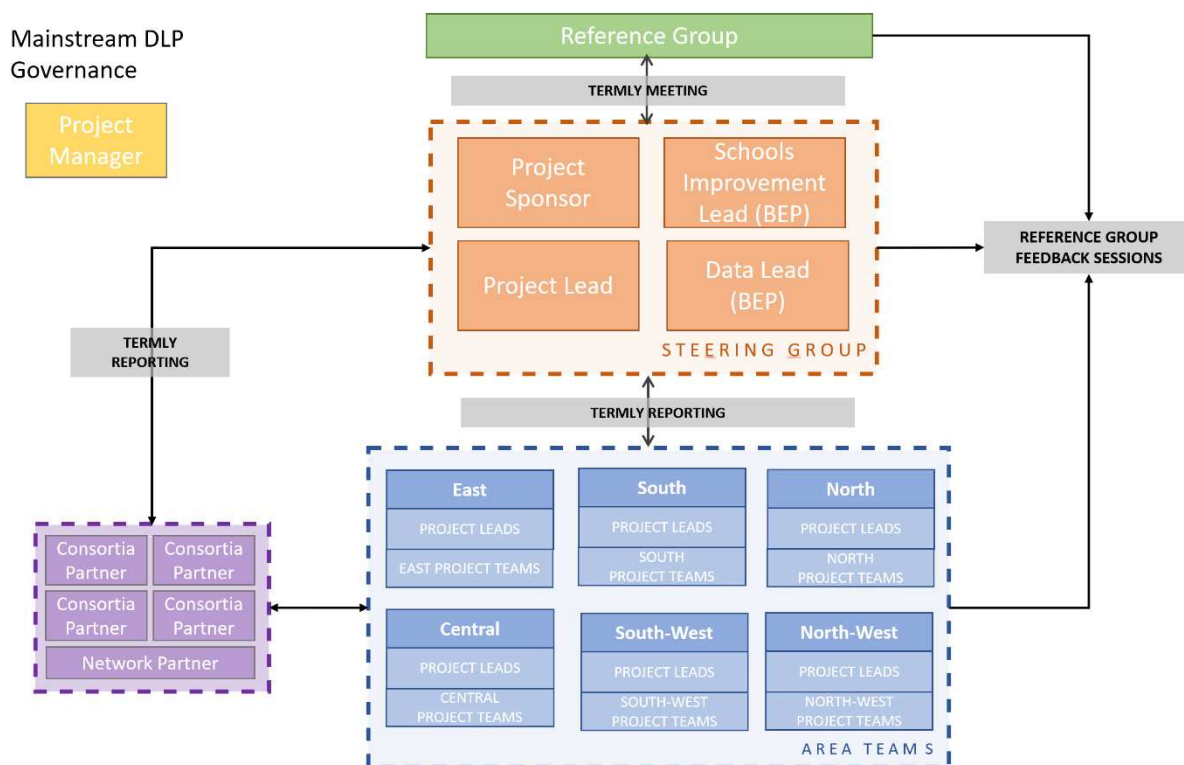 Mainstream DLP
Governance
Project
Manager
Reference Group
TERMLY MEETING
Project
Sponsor
Schools
Improvement
Lead (BEP)
Project Lead
Data Lead
(BEP)
STEERING GROUP
REFERENCE GROUP
FEEDBACK SESSIONS
TERMLY
REPORTING
TERMLY REPORTING
Consortia
Partner
Consortia
Partner
Consortia
Partner
Consortia
Partner
Network Partner
East
PROJECT LEADS
EAST PROJECT TEAMS
South
PROJECT LEADS
SOUTH
PROJECT TEAMS
North
PROJECT LEADS
NORTH
PROJECT TEAMS
Central
PROJECT LEADS
CENTRAL
PROJECT TEAMS
South-West
PROJECT LEADS
SOUTH-WEST
PROJECT TEAMS
North-West
PROJECT LEADS
NORTH-WEST
PROJECT TEAMS
AREA TEAMS